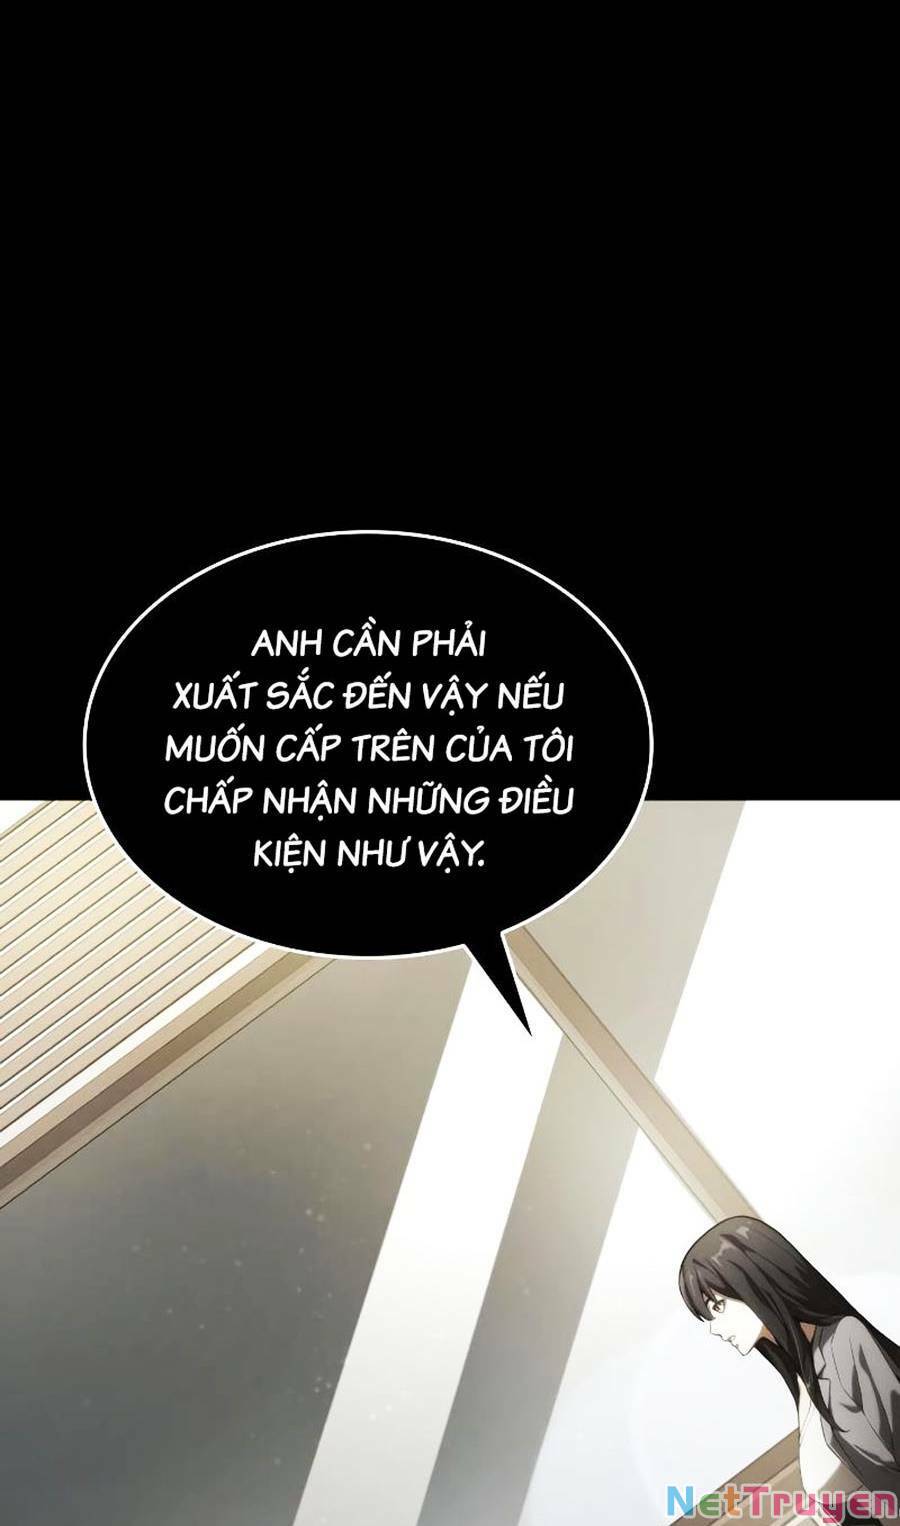 ANH CẦN PHẢI
XUẤT SẮC ĐẾN VẬY NẾU
MUỐN CẤP TRÊN CỦA TÔI
CHẤP NHẬN NHỮNG ĐIỀU
KIỆN NHƯ VẬY.
NetTruyen